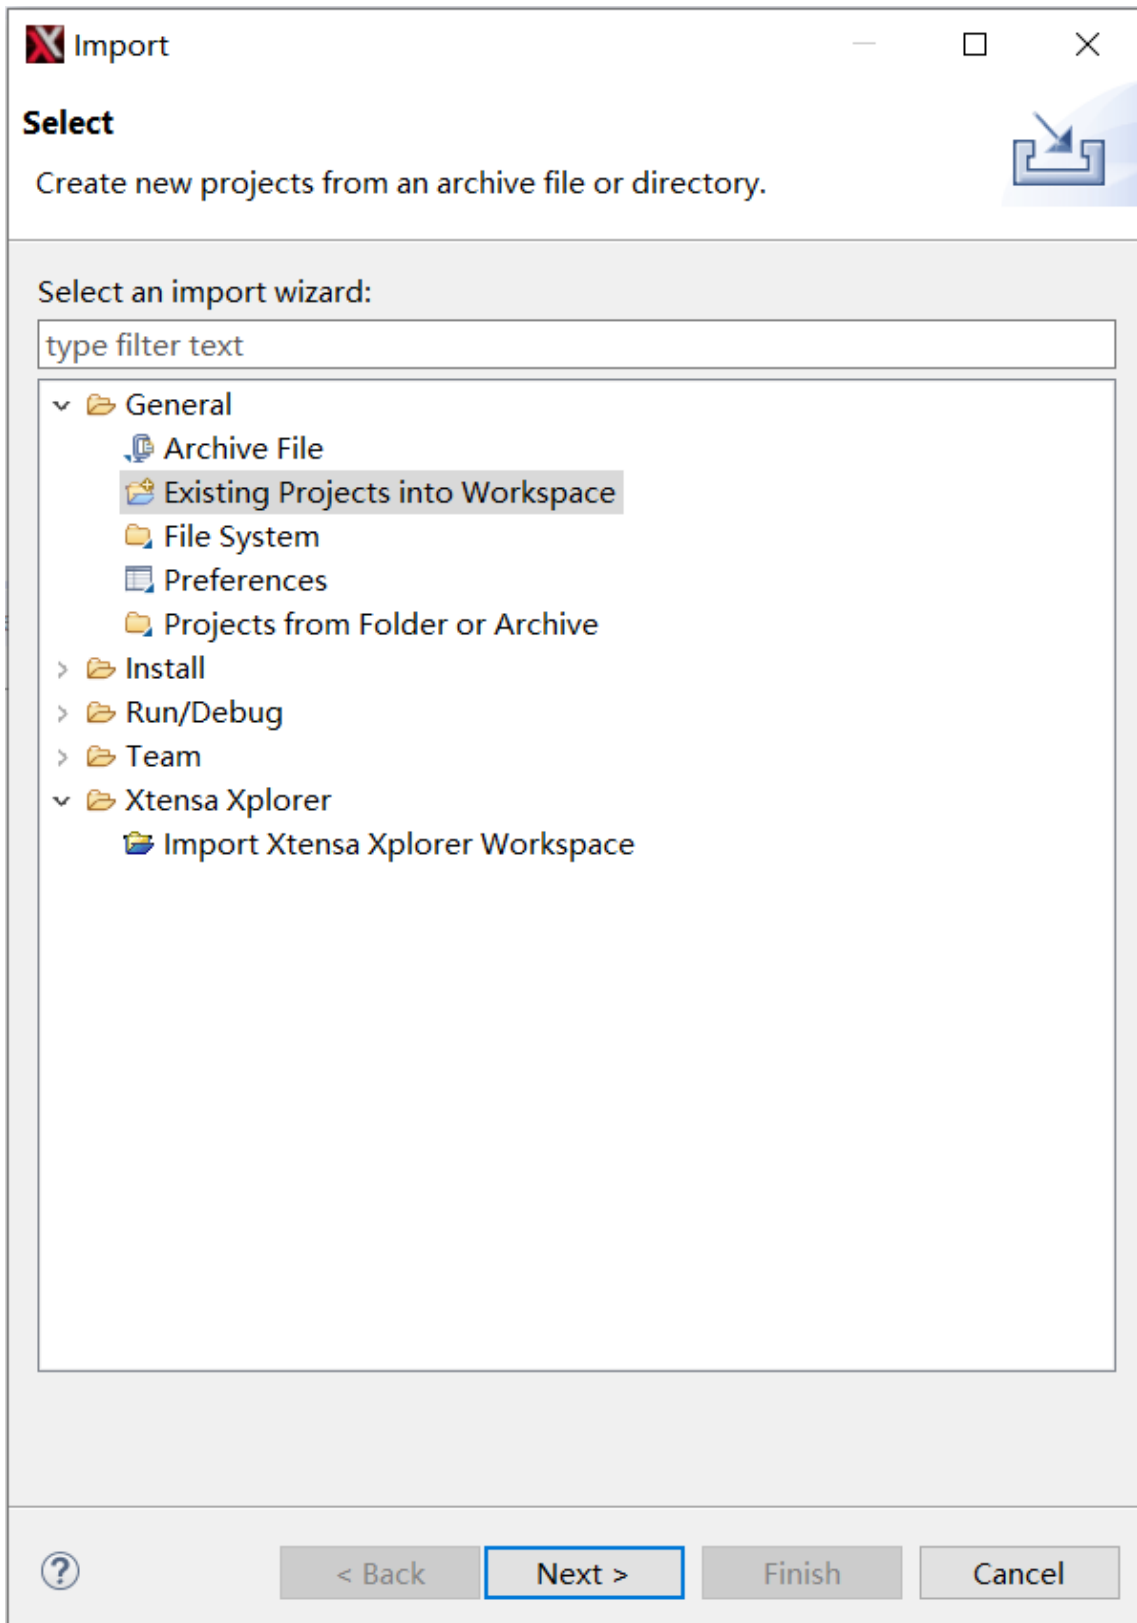 Import
Select
Create new projects from an archive file or directory.
Select an import wizard:
type filter text
General
Archive File
Existing Projects into Workspace
File System
Preferences
Projects from Folder or Archive
Install
Run/Debug
Team
Xtensa Xplorer
Import Xtensa Xplorer Workspace
? < Back Next > Finish Cancel